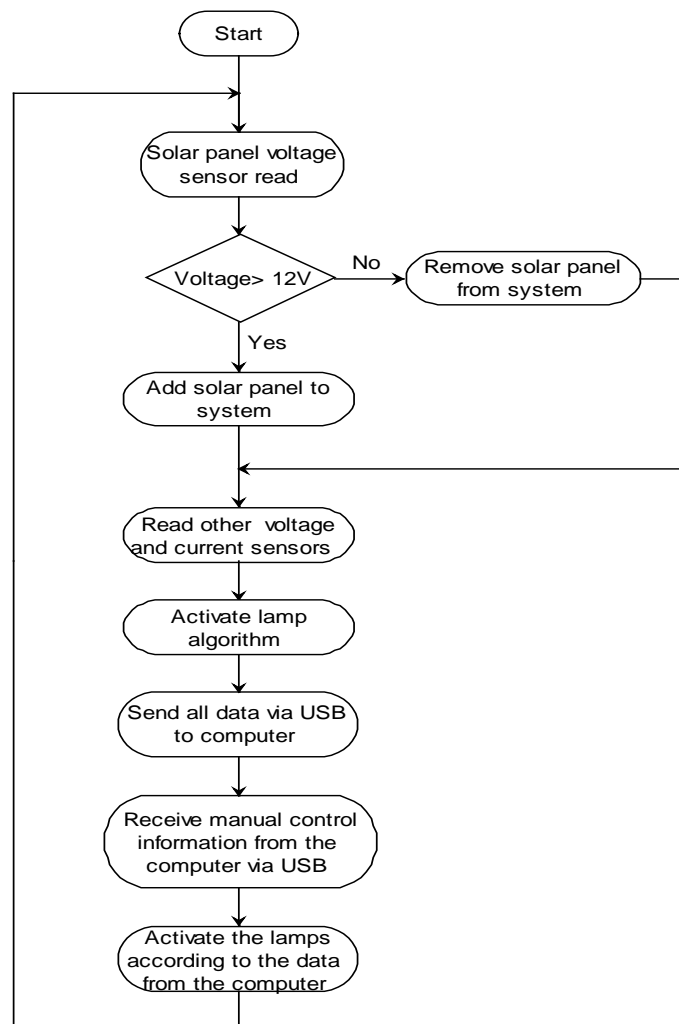 Start
Solar panel voltage
sensor read
Voltage> 12V
No
Remove solar panel
from system
Yes
Add solar panel to
system
Read other voltage
and current sensors
Activate lamp
algorithm
Send all data via USB
to computer
Receive manual control
information from the
computer via USB
Activate the lamps
according to the data
from the computer